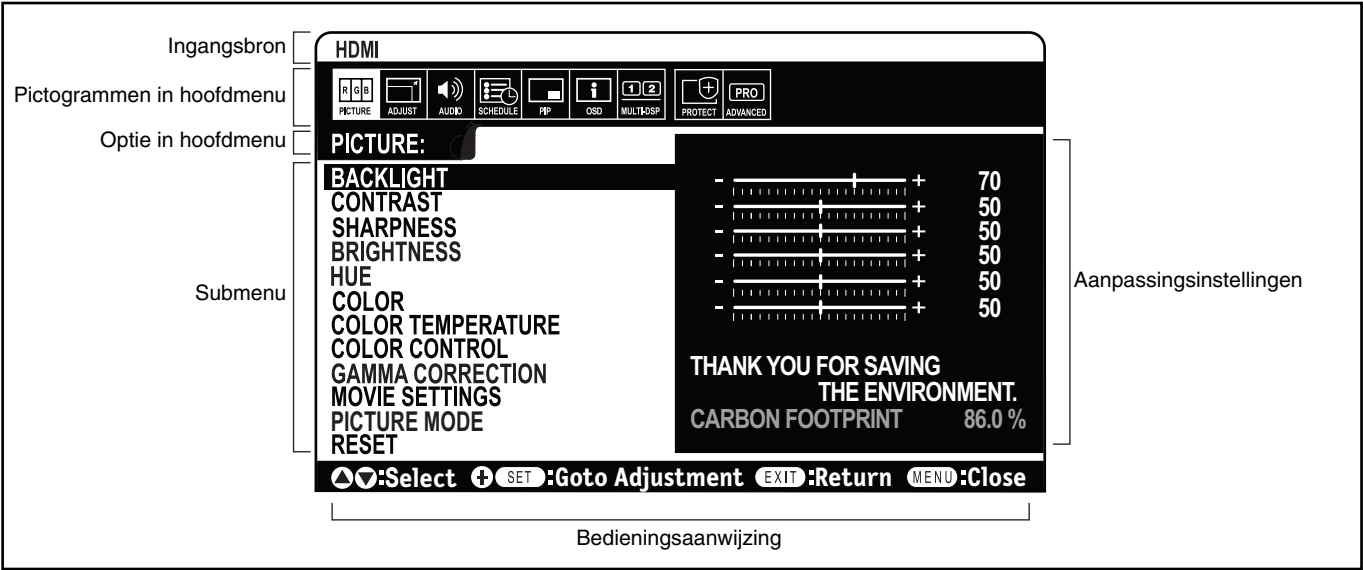 Ingangsbron
HDMI
Pictogrammen in hoofdmenu
R G B
PICTURE
ADJUST
AUDIO
SCHEDULE
PIP
i
OSD
1 2
MULTI-DSP
PROTECT
PRO
ADVANCED
Optie in hoofdmenu
PICTURE:
Submenu
BACKLIGHT - + 70
CONTRAST - + 50
SHARPNESS - + 50
BRIGHTNESS - + 50
HUE - + 50
COLOR - + 50
COLOR TEMPERATURE
COLOR CONTROL
GAMMA CORRECTION
MOVIE SETTINGS
PICTURE MODE
RESET
THANK YOU FOR SAVING
THE ENVIRONMENT.
CARBON FOOTPRINT 86.0 %
Aanpassingsinstellingen
:Select + SET :Goto Adjustment EXIT :Return MENU :Close
Bedieningsaanwijzing